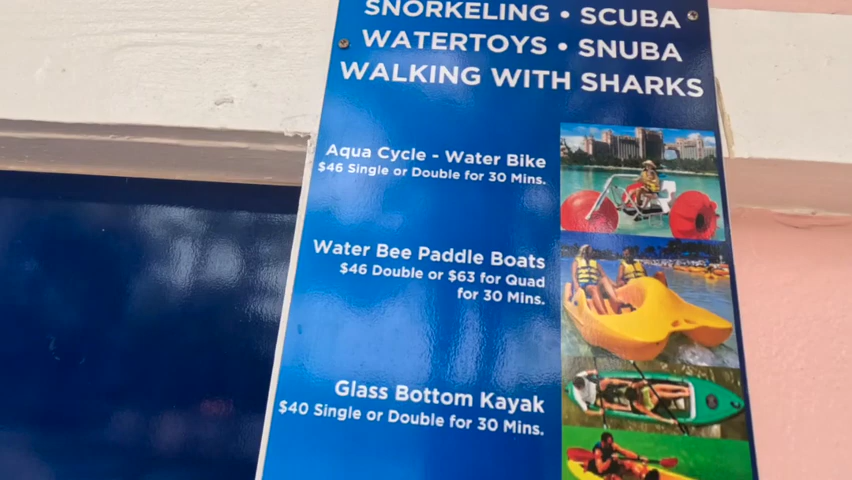 SNORKELING • SCUBA
WATERTOYS • SNUBA
WALKING WITH SHARKS
Aqua Cycle - Water Bike
$46 Single or Double for 30 Mins.
Water Bee Paddle Boats
$46 Double or $63 for Quad
for 30 Mins.
Glass Bottom Kayak
$40 Single or Double for 30 Mins.